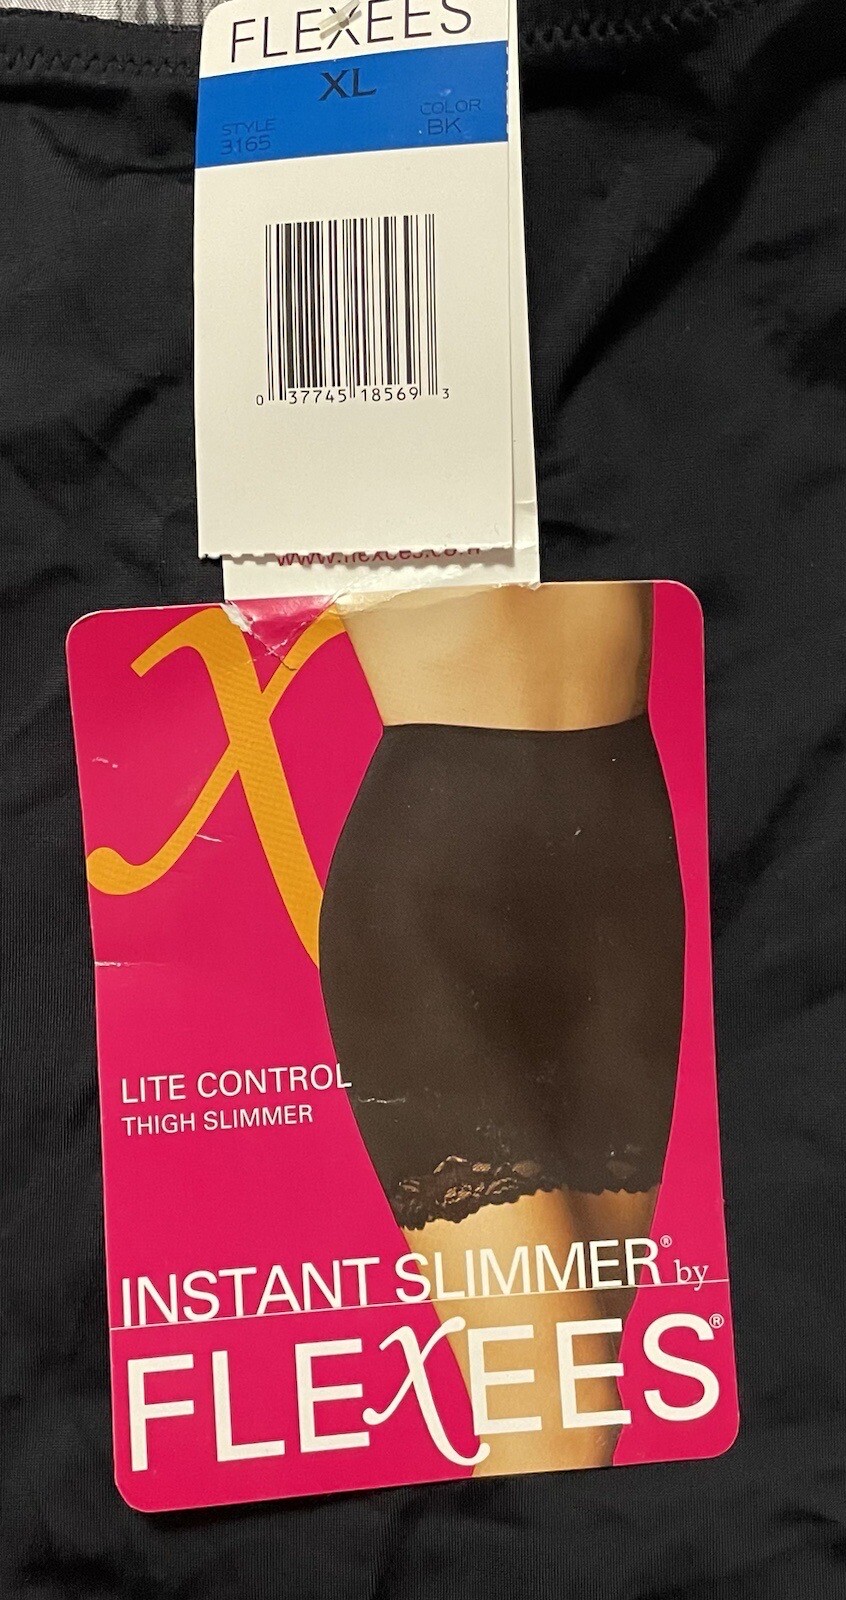 FLEXEES
XL
STYLE COLOR
3165 BK
0 37745 18569 3
LITE CONTROL
THIGH SLIMMER
INSTANT SLIMMER® by
FLEXEES®